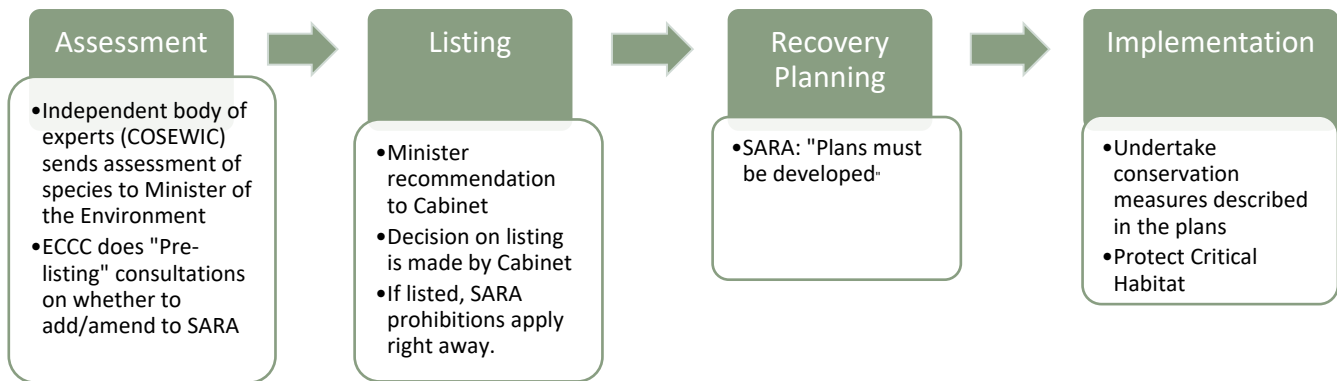 Assessment
•Independent body of
experts (COSEWIC)
sends assessment of
species to Minister of
the Environment
•ECCC does "Pre-
listing" consultations
on whether to
add/amend to SARA
Listing
•Minister
recommendation
to Cabinet
•Decision on listing
is made by Cabinet
•If listed, SARA
prohibitions apply
right away.
Recovery
Planning
•SARA: "Plans must
be developed"
Implementation
•Undertake
conservation
measures described
in the plans
•Protect Critical
Habitat